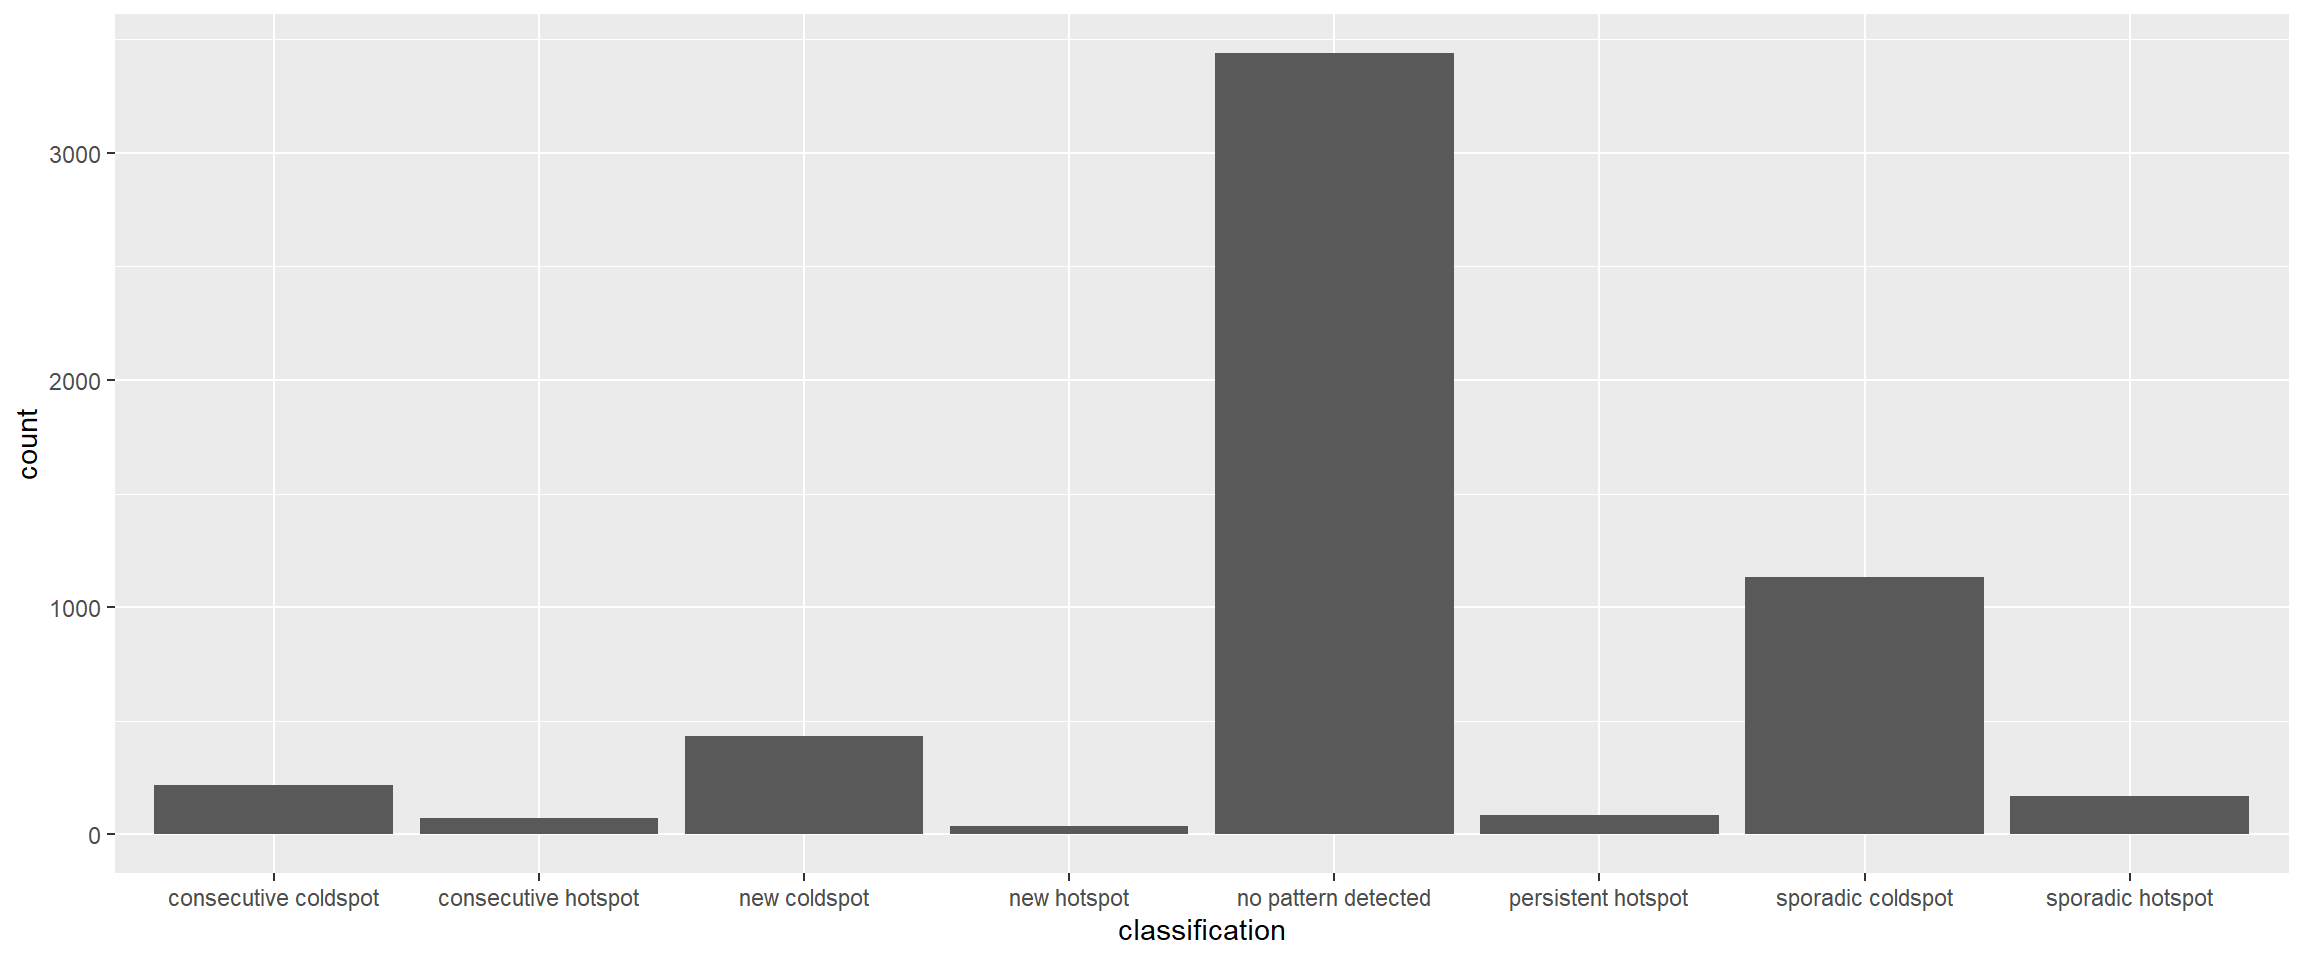 3000
2000
1000
0
count
consecutive coldspot consecutive hotspot new coldspot new hotspot no pattern detected persistent hotspot sporadic coldspot sporadic hotspot
classification